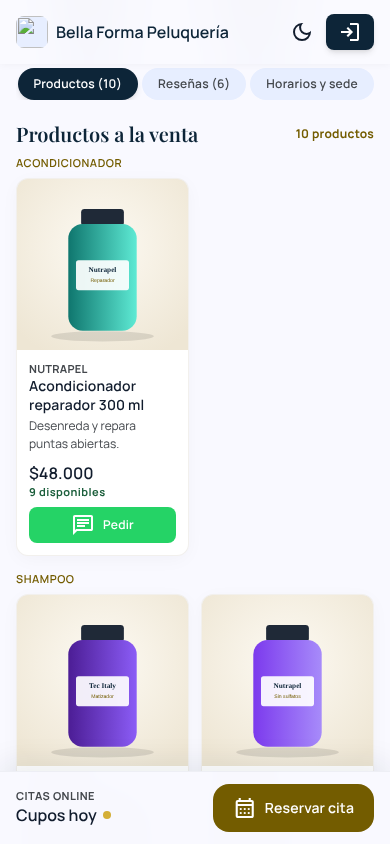 Bella Forma Peluquería
Productos (10)
Reseñas (6)
Horarios y sede
Productos a la venta
10 productos
ACONDICIONADOR
Nutrapel
Reparador
NUTRAPEL
Acondicionador
reparador 300 ml
Desenreda y repara
puntas abiertas.
$48.000
9 disponibles
Pedir
SHAMPOO
Tec Italy
Matizador
Nutrapel
Sin sulfatos
CITAS ONLINE
Cupos hoy
Reservar cita